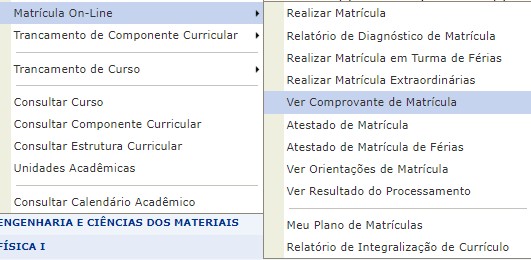 Matrícula On-Line
Trancamento de Componente Curricular
Trancamento de Curso
Consultar Curso
Consultar Componente Curricular
Consultar Estrutura Curricular
Unidades Acadêmicas
Consultar Calendário Acadêmico
ENGENHARIA E CIÊNCIAS DOS MATERIAIS
FÍSICA I
Realizar Matrícula
Relatório de Diagnóstico de Matrícula
Realizar Matrícula em Turma de Férias
Realizar Matrícula Extraordinárias
Ver Comprovante de Matrícula
Atestado de Matrícula
Atestado de Matrícula de Férias
Ver Orientações de Matrícula
Ver Resultado do Processamento
Meu Plano de Matrículas
Relatório de Integralização de Currículo